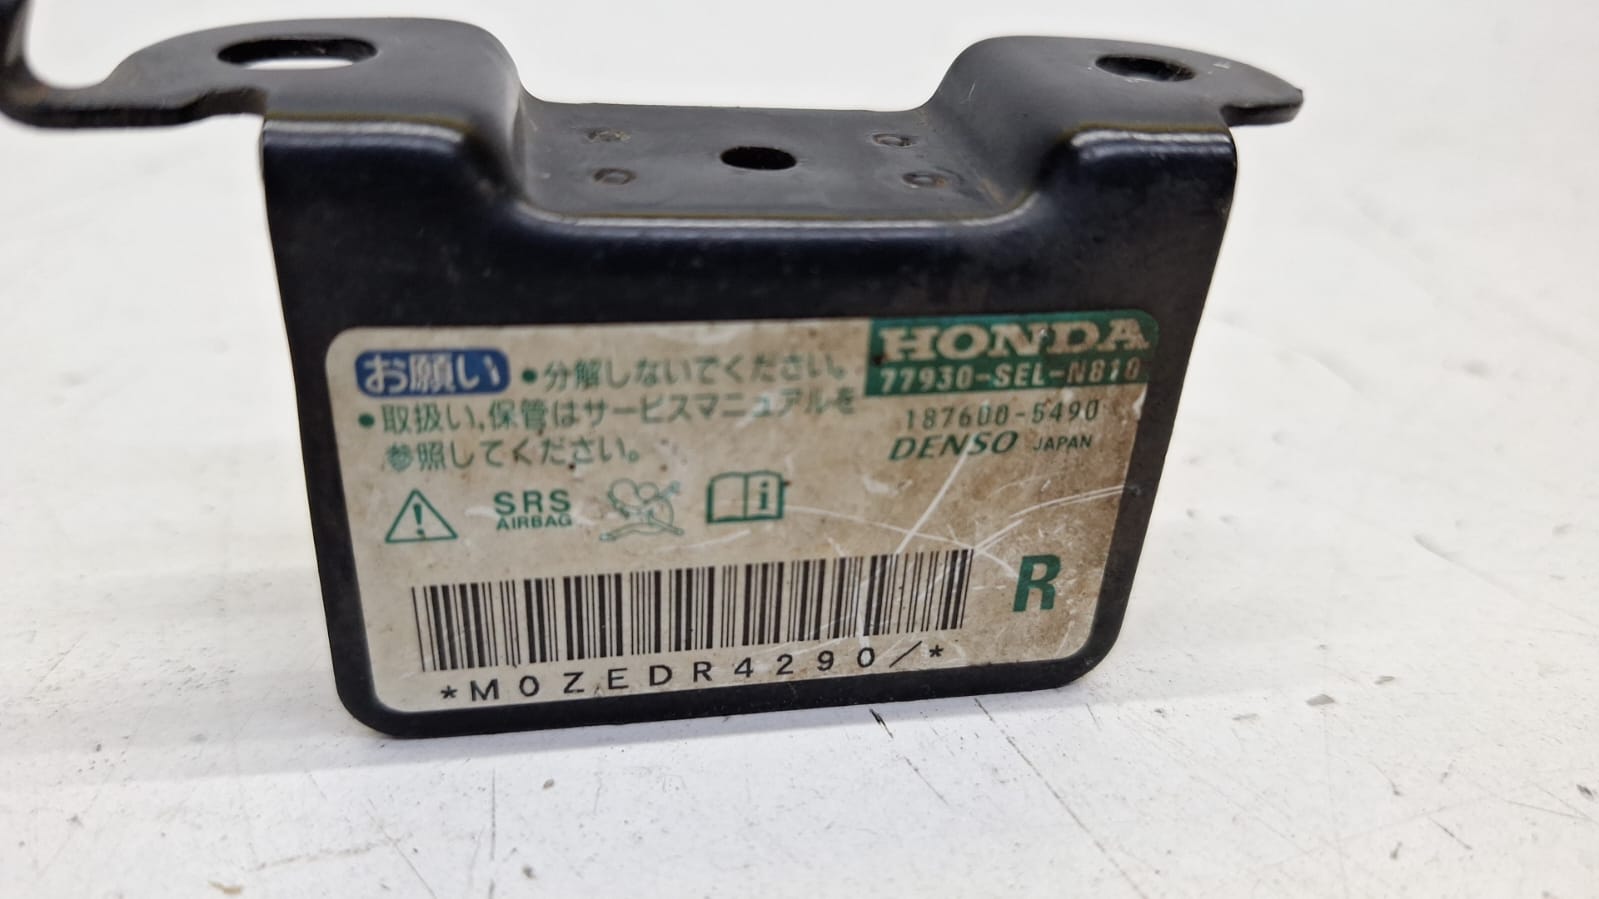 お願い ●分解しないでください。
●取扱い,保管はサービスマニュアルを
参照してください。
HONDA
77930-SEL-N810
187600-5490
DENSO JAPAN
SRS
AIRBAG
i
R
*M0ZEDR4290/*